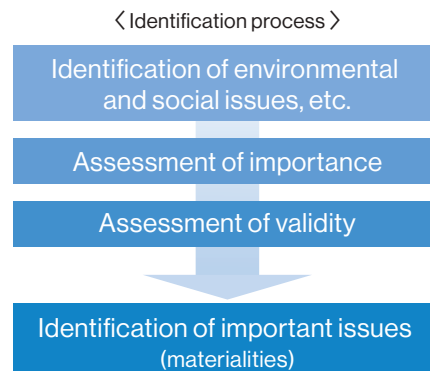 〈Identification process〉
Identification of environmental
and social issues, etc.
Assessment of importance
Assessment of validity
Identification of important issues
(materialities)